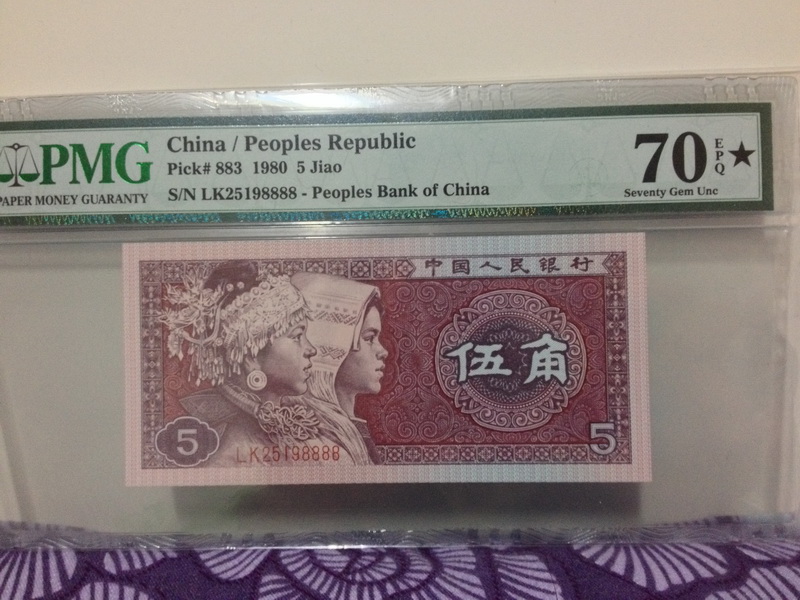 PMG
PAPER MONEY GUARANTY
China / Peoples Republic
Pick# 883 1980 5 Jiao
S/N LK25198888 - Peoples Bank of China
70 EPQ ★
Seventy Gem Unc
中国人民银行
伍角
5
LK25198888
5